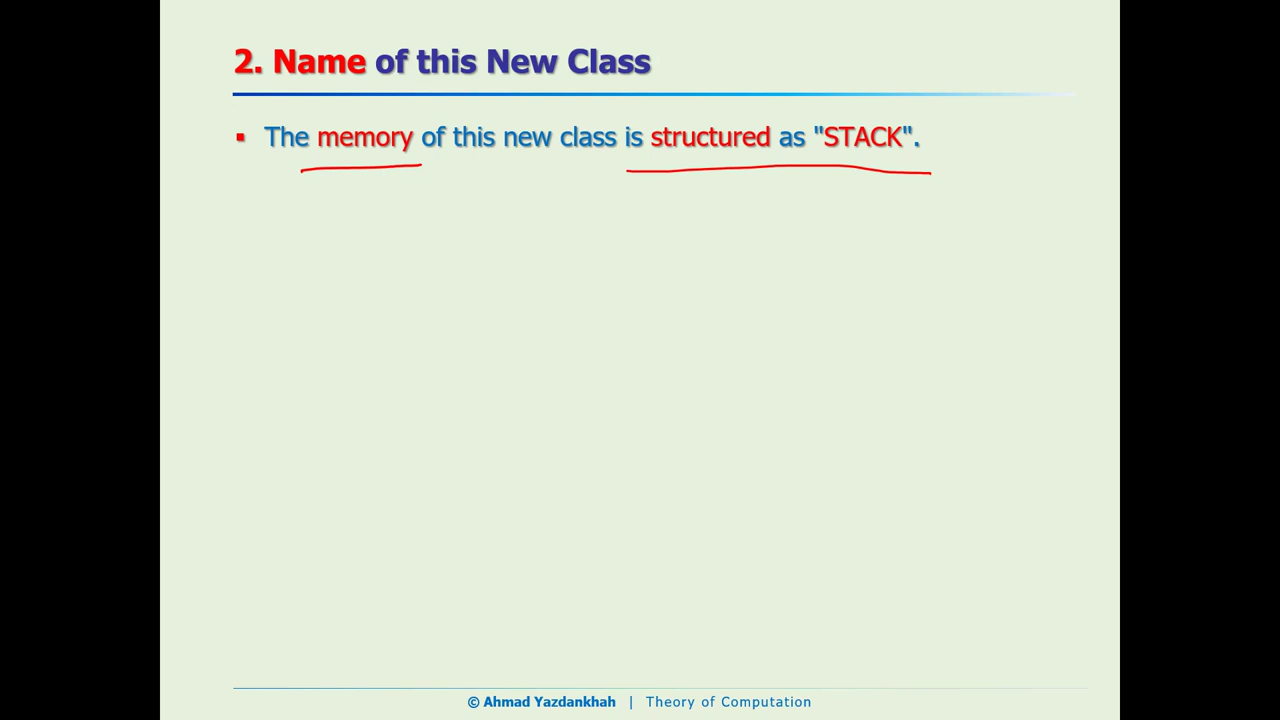 2. Name of this New Class
▪ The memory of this new class is structured as "STACK".
© Ahmad Yazdankhah | Theory of Computation